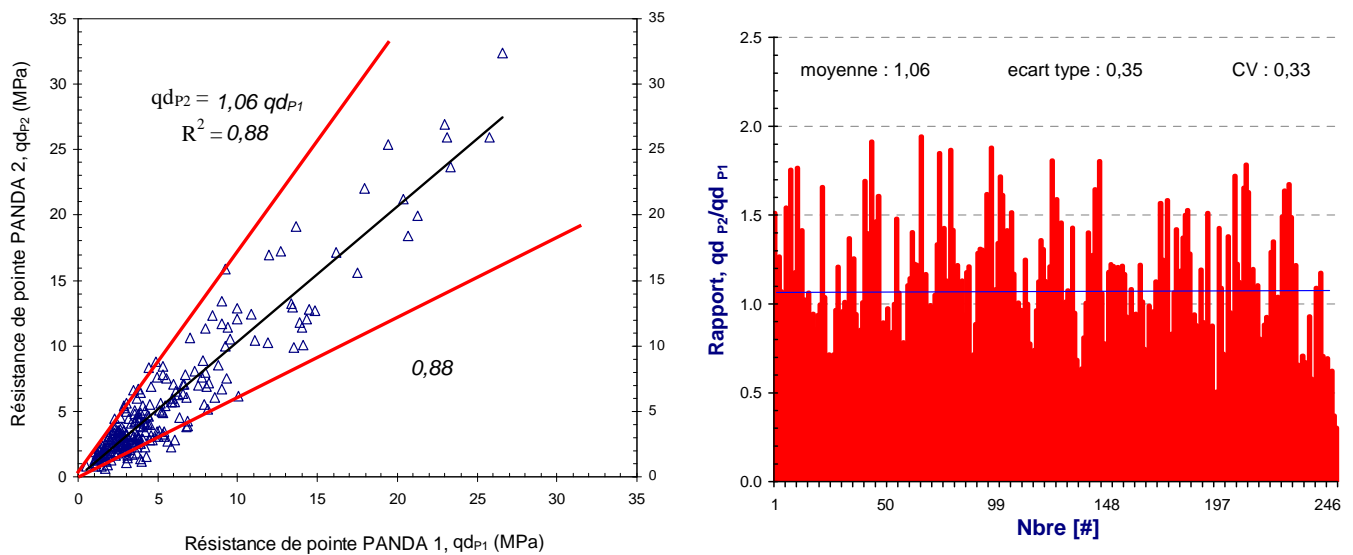 35
30
25
20
15
10
5
0
Résistance de pointe PANDA 2, qdP2 (MPa)
qdP2 = 1,06 qdP1
R2 = 0,88
0,88
35
30
25
20
15
10
5
0
0 5 10 15 20 25 30 35
Résistance de pointe PANDA 1, qdP1 (MPa)
2.5
2.0
1.5
1.0
0.5
0.0
Rapport, qd P2/qd P1
moyenne : 1,06 ecart type : 0,35 CV : 0,33
1 50 99 148 197 246
Nbre [#]